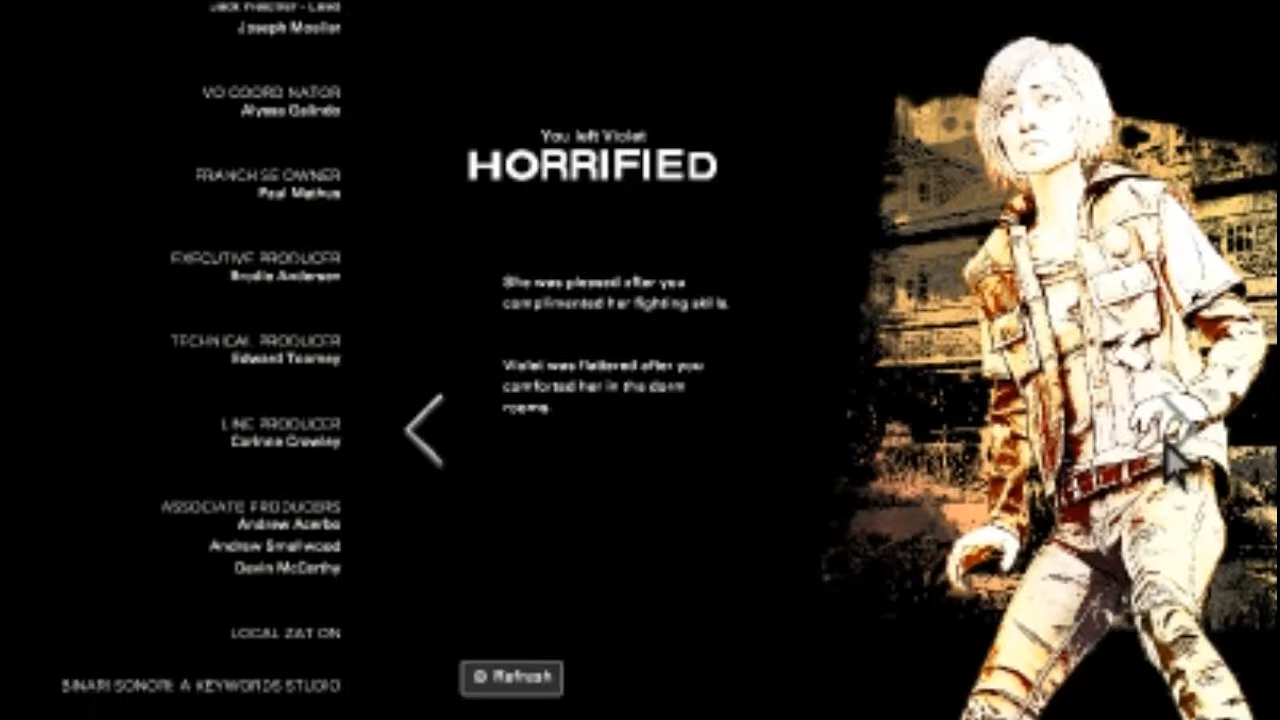 Joseph Moeller
VO COORDINATOR
Alyssa Galindo
FRANCHISE OWNER
Paul Mathus
EXECUTIVE PRODUCER
Brodie Andersen
TECHNICAL PRODUCER
Edward Tourney
LINE PRODUCER
Corinne Crowley
ASSOCIATE PRODUCERS
Andrew Acerbo
Andrew Smallwood
Devin McCarthy
LOCALIZATION
BINARI SONORI: A KEYWORDS STUDIO
You left Violet
HORRIFIED
She was pleased after you
complimented her fighting skills.
Violet was flattered after you
comforted her in the dorm
rooms.
Refresh